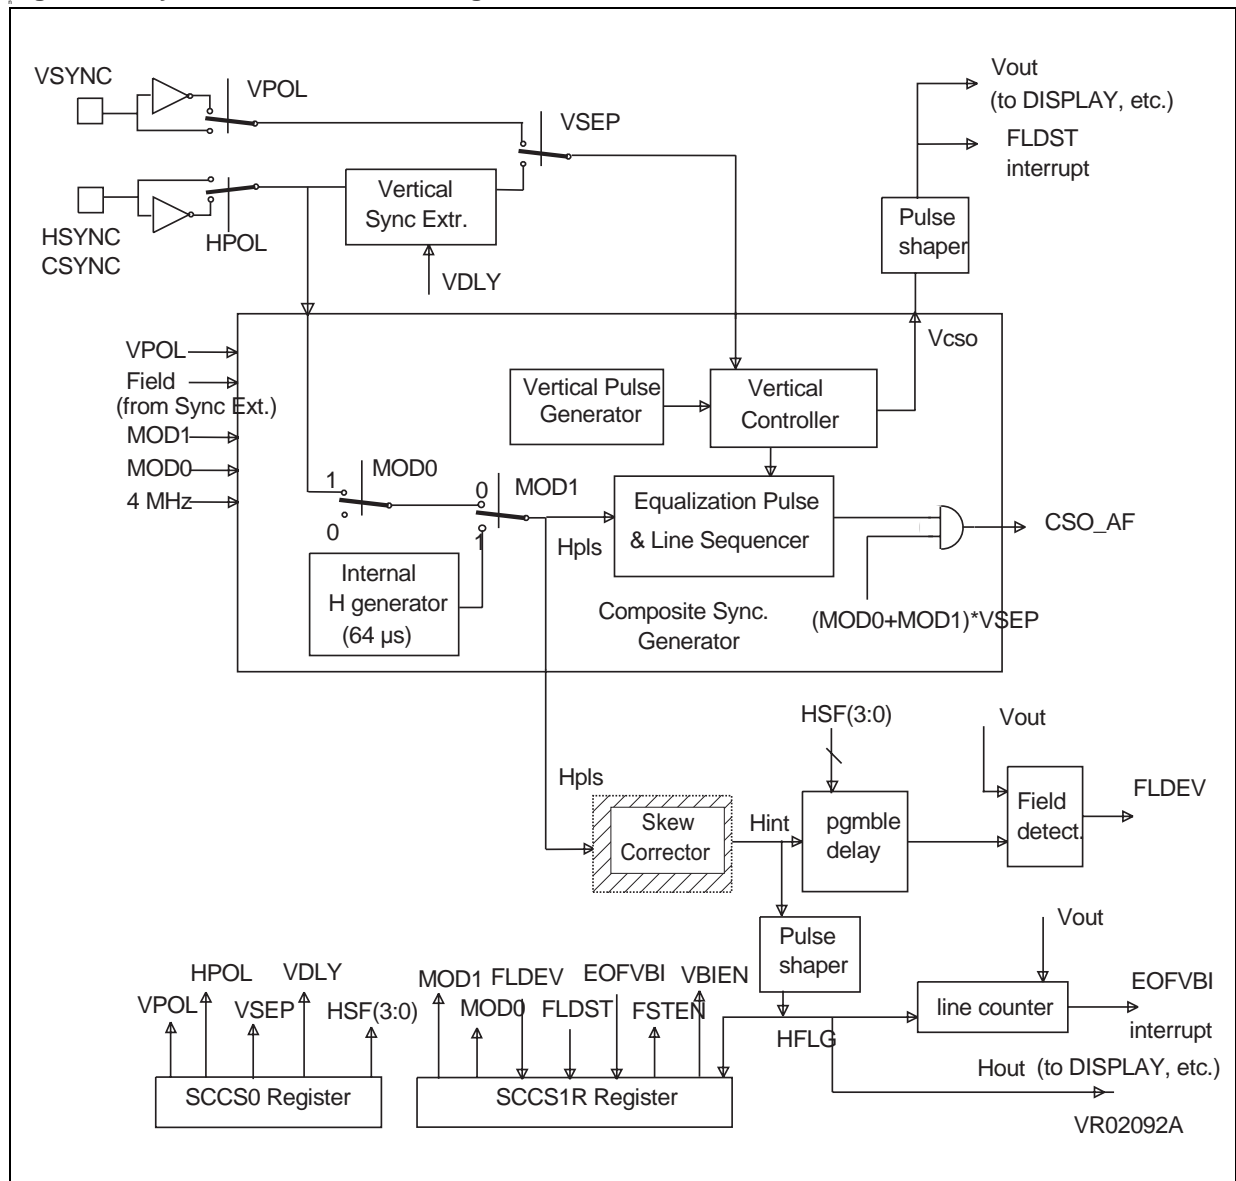 VSYNC
VPOL
VSEP
Vout
(to DISPLAY, etc.)
FLDST
interrupt
HSYNC
CSYNC
HPOL
Vertical
Sync Extr.
VDLY
Pulse
shaper
Vcso
VPOL
Field
(from Sync Ext.)
MOD1
MOD0
4 MHz
Vertical Pulse
Generator
Vertical
Controller
1
MOD0
0
0
MOD1
1
Hpls
Equalization Pulse
& Line Sequencer
CSO_AF
Internal
H generator
(64 µs)
Composite Sync.
Generator
(MOD0+MOD1)*VSEP
HSF(3:0)
Vout
Hpls
Skew
Corrector
Hint
pgmble
delay
Field
detect.
FLDEV
Pulse
shaper
Vout
line counter
EOFVBI
interrupt
HFLG
Hout (to DISPLAY, etc.)
VPOL
HPOL
VSEP
VDLY
HSF(3:0)
SCCS0 Register
MOD1
MOD0
FLDEV
FLDST
EOFVBI
FSTEN
VBIEN
SCCS1R Register
VR02092A